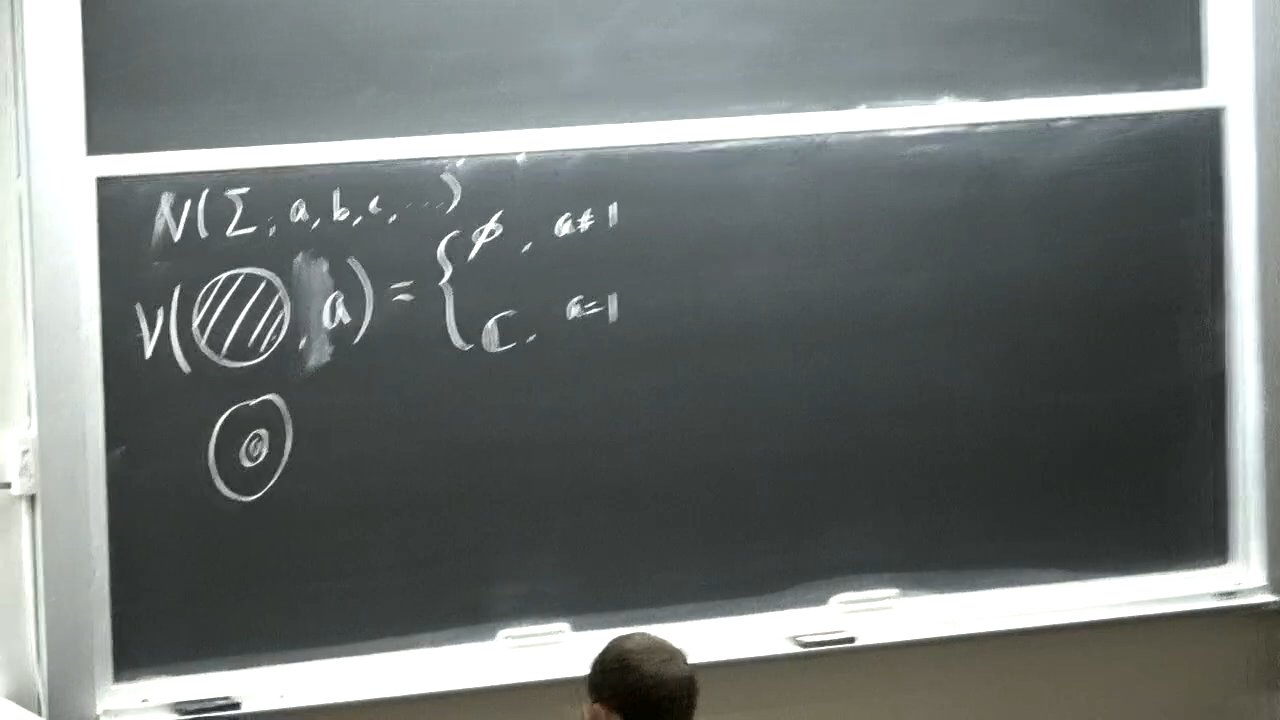 N(Σ; a, b, c, ...)
V( , a) = { ∅, a≠1
ℂ, a=1